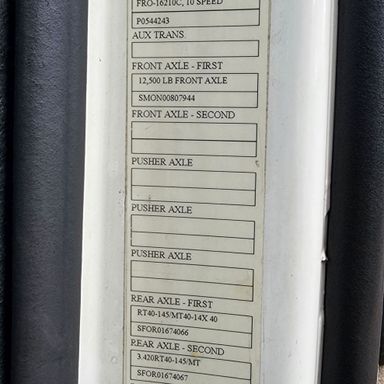 FRO-16210C, 10 SPEED
P0544243
AUX TRANS.
FRONT AXLE - FIRST
12,500 LB FRONT AXLE
SMON00807944
FRONT AXLE - SECOND
PUSHER AXLE
PUSHER AXLE
PUSHER AXLE
REAR AXLE - FIRST
RT40-145/MT40-14X 40
SFOR01674066
REAR AXLE - SECOND
3.420RT40-145/MT
SFOR01674067